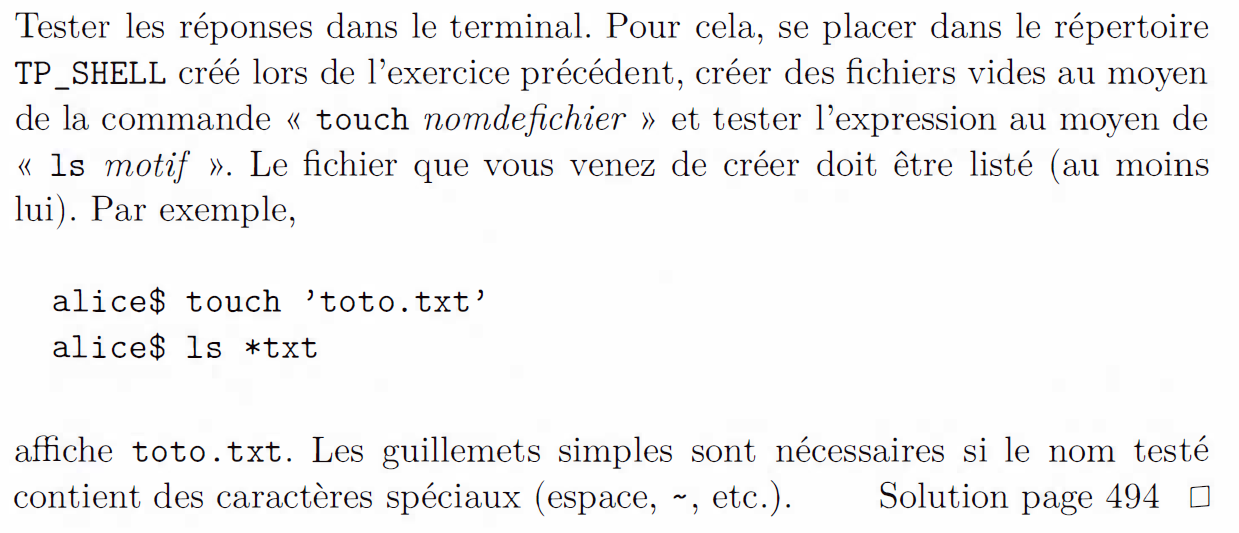 Tester les réponses dans le terminal. Pour cela, se placer dans le répertoire
TP_SHELL créé lors de l'exercice précédent, créer des fichiers vides au moyen
de la commande « touch nomdefichier » et tester l'expression au moyen de
« ls motif ». Le fichier que vous venez de créer doit être listé (au moins
lui). Par exemple,
alice$ touch ’toto.txt’
alice$ ls *txt
affiche toto.txt. Les guillemets simples sont nécessaires si le nom testé
contient des caractères spéciaux (espace, ~, etc.). Solution page 494 □